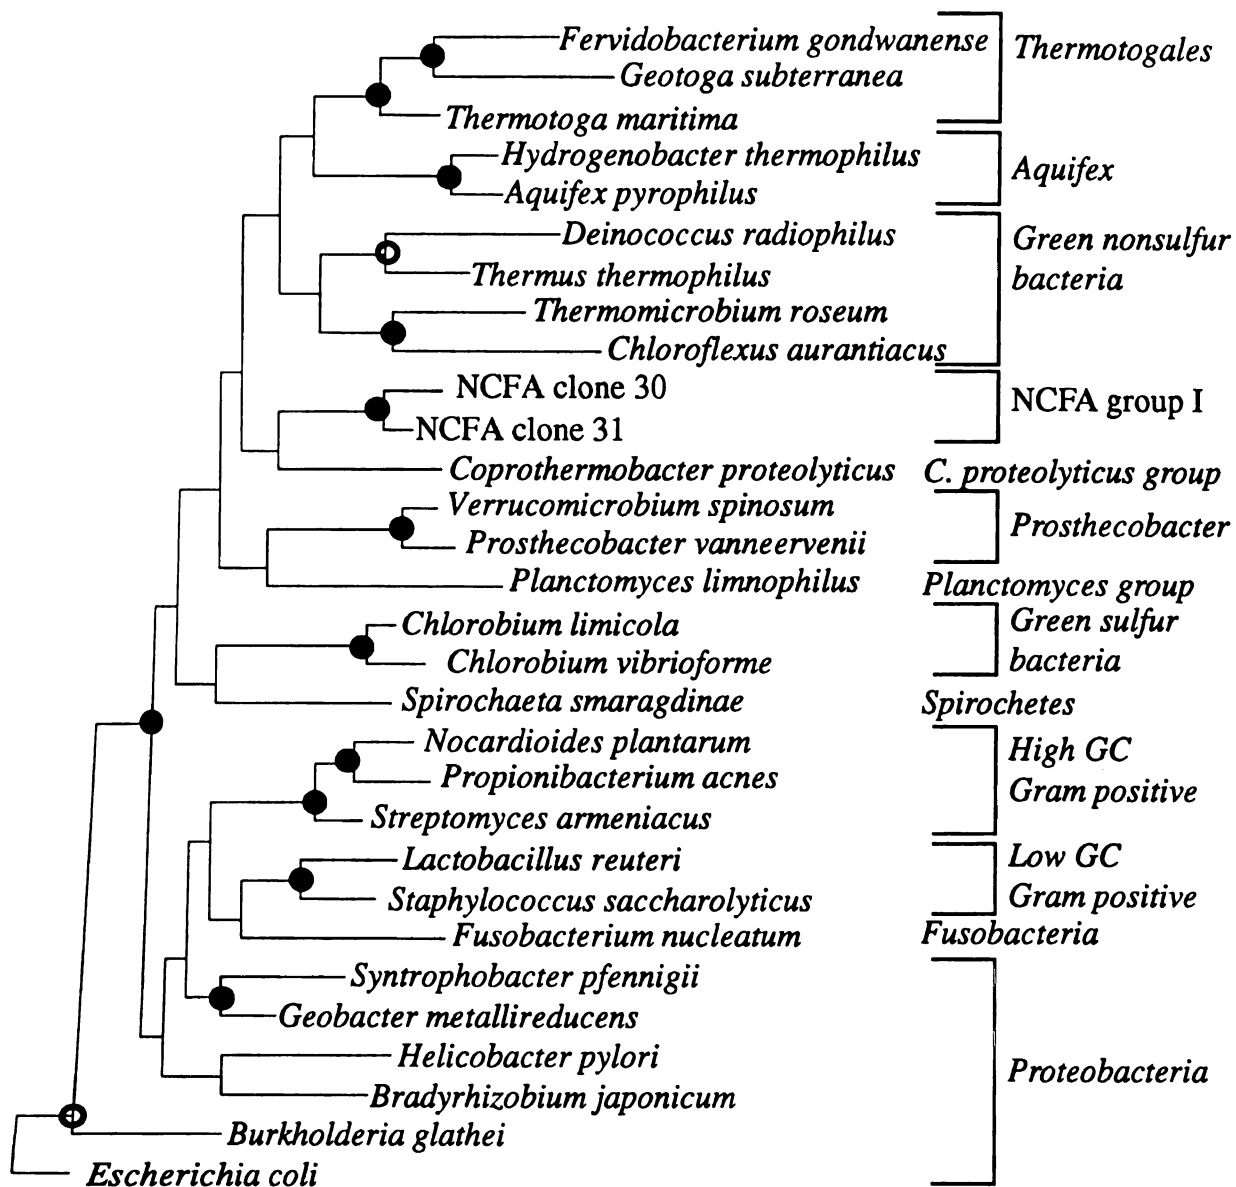 Fervidobacterium gondwanense
Thermotogales
Geotoga subterranea
Thermotoga maritima
Hydrogenobacter thermophilus
Aquifex
Aquifex pyrophilus
Deinococcus radiophilus
Green nonsulfur
bacteria
Thermus thermophilus
Thermomicrobium roseum
Chloroflexus aurantiacus
NCFA clone 30
NCFA group I
NCFA clone 31
Coprothermobacter proteolyticus
C. proteolyticus group
Verrucomicrobium spinosum
Prosthecobacter
Prosthecobacter vanneervenii
Planctomyces limnophilus
Planctomyces group
Chlorobium limicola
Green sulfur
bacteria
Chlorobium vibrioforme
Spirochaeta smaragdinae
Spirochetes
Nocardioides plantarum
High GC
Gram positive
Propionibacterium acnes
Streptomyces armeniacus
Lactobacillus reuteri
Low GC
Gram positive
Staphylococcus saccharolyticus
Fusobacterium nucleatum
Fusobacteria
Syntrophobacter pfennigii
Geobacter metallireducens
Helicobacter pylori
Proteobacteria
Bradyrhizobium japonicum
Burkholderia glathei
Escherichia coli